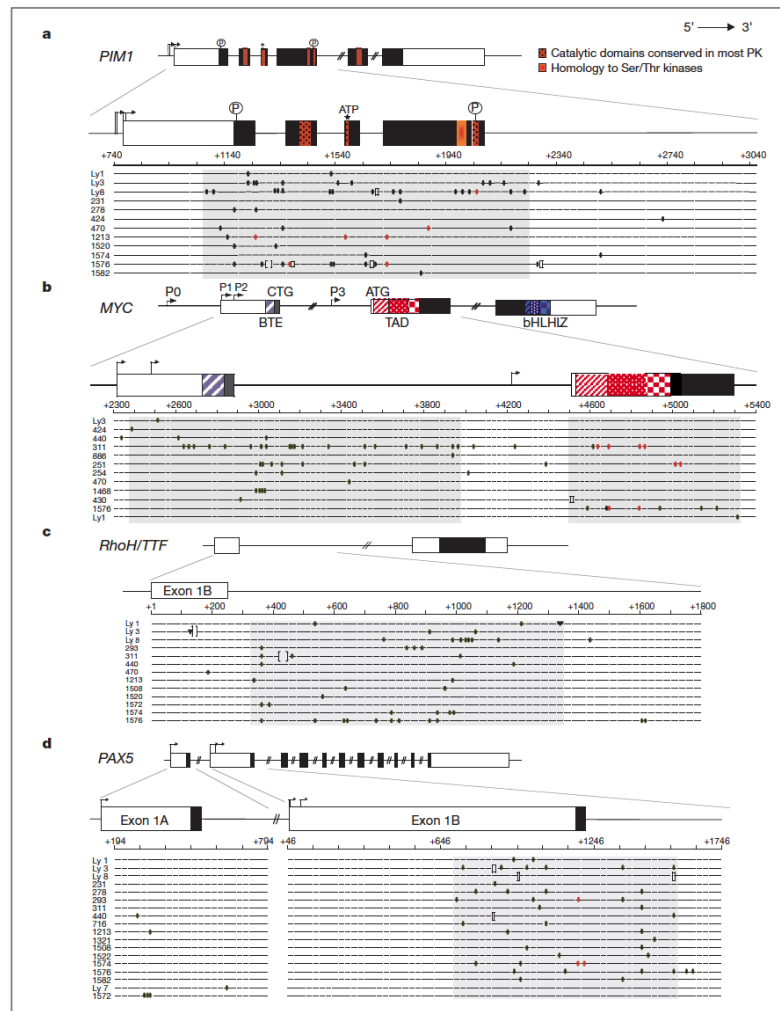 5' 3'
a
PIM1
P P
Catalytic domains conserved in most PK
Homology to Ser/Thr kinases
P ATP P
+740 +1140 +1540 +1940 +2340 +2740 +3040
Ly1
Ly3
Ly8
231
278
424
470
1213
1520
1574
1576
1582
b
MYC
P0 P1 P2 CTG P3 ATG
BTE TAD bHLHlZ
+2300 +2600 +3000 +3400 +3800 +4200 +4600 +5000 +5400
Ly3
424
440
311
886
251
254
470
1468
430
1576
Ly1
c
RhoH/TTF
Exon 1B
+1 +200 +400 +600 +800 +1000 +1200 +1400 +1600 +1800
Ly 1
Ly 3
Ly 8
293
311
440
470
1213
1508
1520
1572
1574
1576
d
PAX5
Exon 1A Exon 1B
+194 +794 +46 +646 +1246 +1746
Ly 1
Ly 3
Ly 8
231
278
293
311
440
716
1213
1321
1508
1522
1574
1576
1582
Ly 7
1572